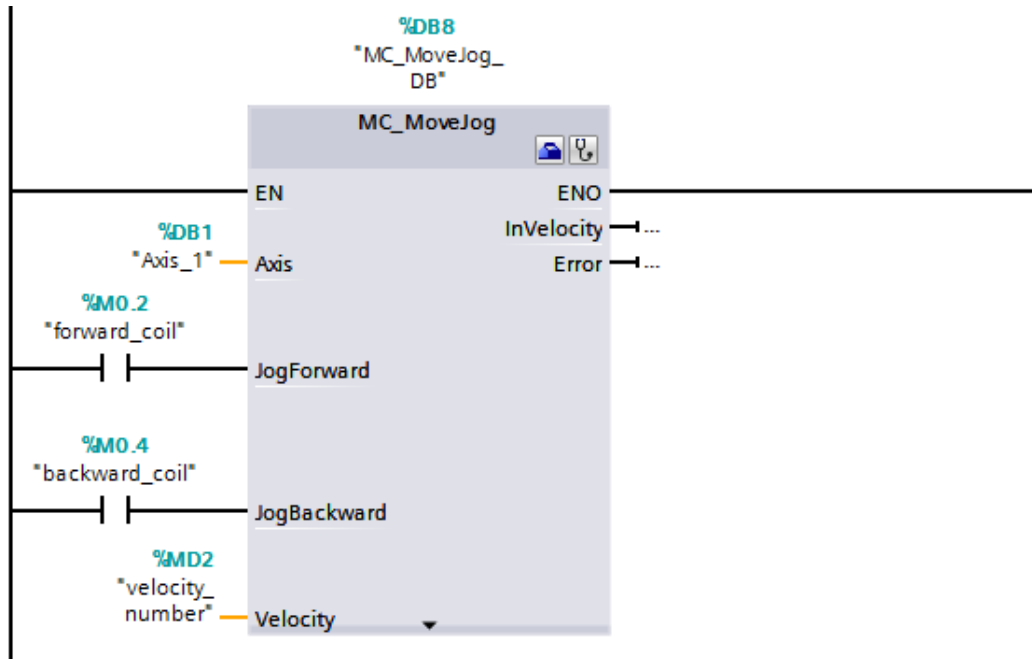 %DB8
"MC_MoveJog_
DB"
MC_MoveJog
EN
ENO
%DB1
InVelocity
...
"Axis_1"
Axis
Error
...
%M0.2
"forward_coil"
JogForward
%M0.4
"backward_coil"
JogBackward
%MD2
"velocity_
number"
Velocity